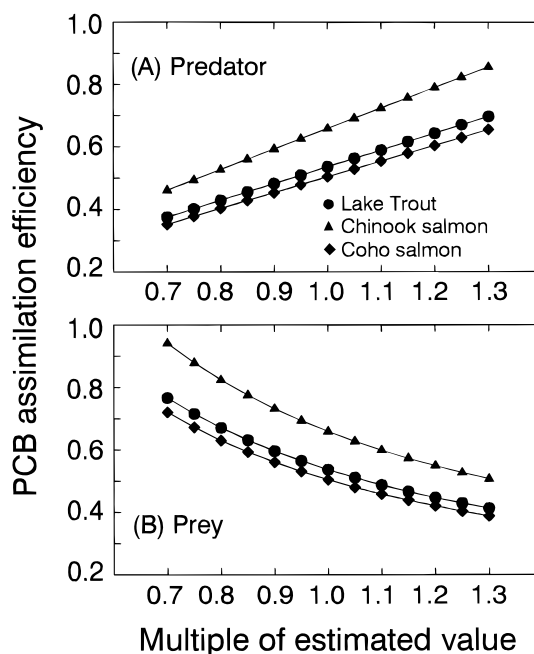 PCB assimilation efficiency
1.0
(A) Predator
0.8
0.6
Lake Trout
Chinook salmon
0.4
Coho salmon
0.2
0.7 0.8 0.9 1.0 1.1 1.2 1.3
1.0
0.8
0.6
0.4
(B) Prey
0.2
0.7 0.8 0.9 1.0 1.1 1.2 1.3
Multiple of estimated value